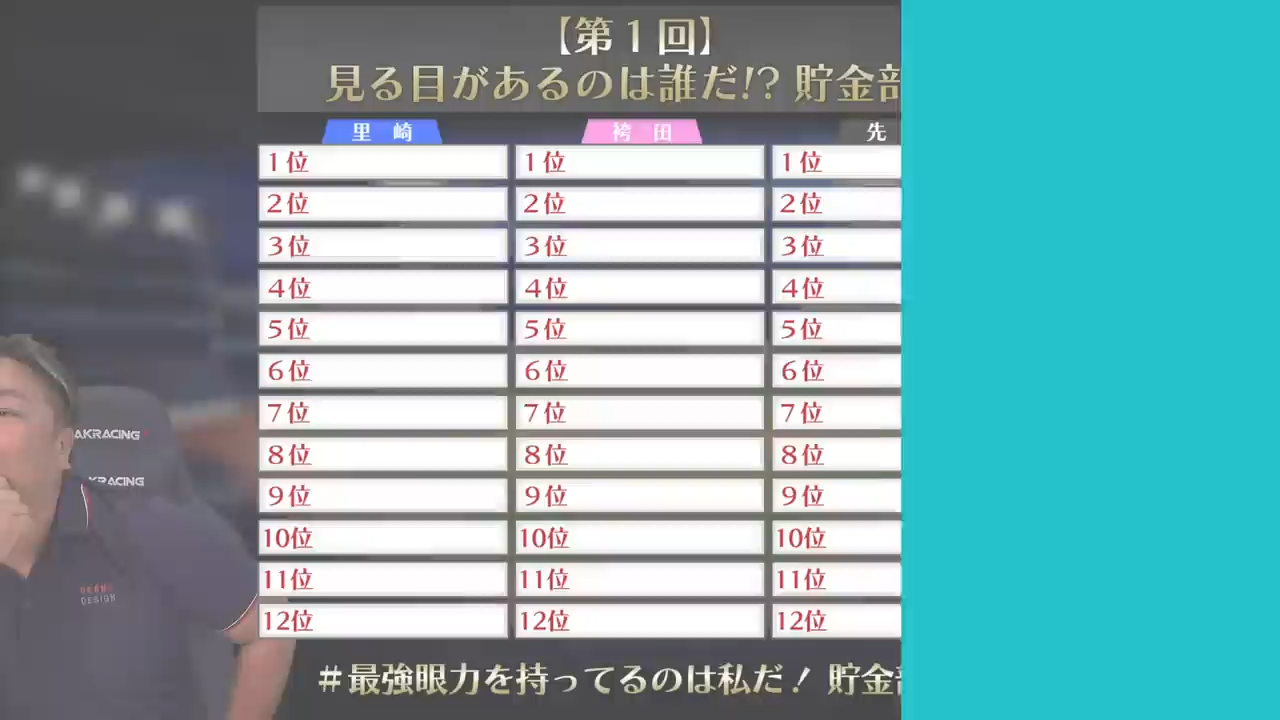 【第1回】
見る目があるのは誰だ!? 貯金部
里崎
袴田
先
1位
1位
1位
2位
2位
2位
3位
3位
3位
4位
4位
4位
5位
5位
5位
6位
6位
6位
7位
7位
7位
8位
8位
8位
9位
9位
9位
10位
10位
10位
11位
11位
11位
12位
12位
12位
#最強眼力を持ってるのは私だ! 貯金部
AKRACING
KRACING
DESIGN